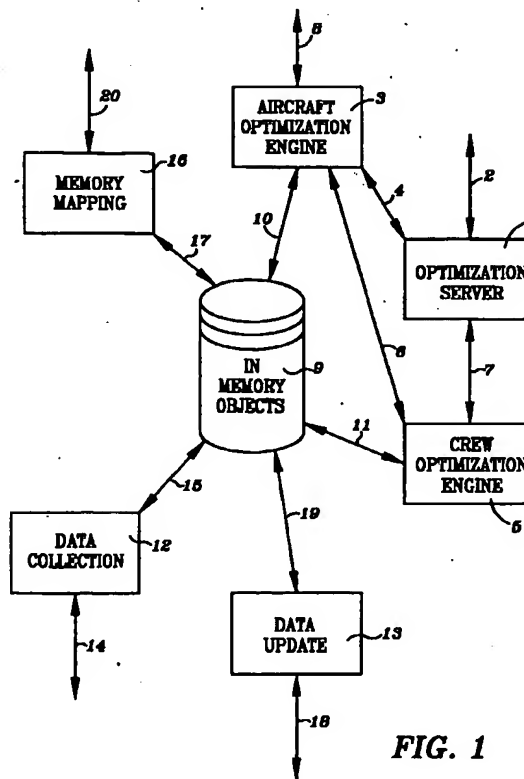 8
20
3
AIRCRAFT
OPTIMIZATION
ENGINE
16
MEMORY
MAPPING
2
4
10
17
OPTIMIZATION
SERVER
IN
MEMORY
OBJECTS
9
6
7
11
CREW
OPTIMIZATION
ENGINE
5
15
19
DATA
COLLECTION
12
14
DATA
UPDATE
13
18
FIG. 1